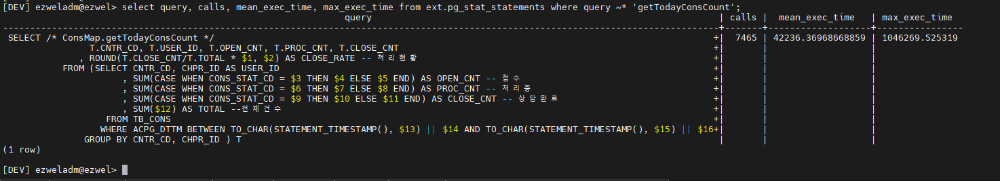 [DEV] ezweladm@ezwel> select query, calls, mean_exec_time, max_exec_time from ext.pg_stat_statements where query ~* 'getTodayConsCount';
query | calls | mean_exec_time | max_exec_time
SELECT /* ConsMap.getTodayConsCount */ +| 7465 | 42236.36968668859 | 1046269.525319
T.CNTR_CD, T.USER_ID, T.OPEN_CNT, T.PROC_CNT, T.CLOSE_CNT +| | |
, ROUND(T.CLOSE_CNT/T.TOTAL * $1, $2) AS CLOSE_RATE -- 처리현황 +| | |
FROM (SELECT CNTR_CD, CHPR_ID AS USER_ID +| | |
, SUM(CASE WHEN CONS_STAT_CD = $3 THEN $4 ELSE $5 END) AS OPEN_CNT -- 접수 +| | |
, SUM(CASE WHEN CONS_STAT_CD = $6 THEN $7 ELSE $8 END) AS PROC_CNT -- 처리중 +| | |
, SUM(CASE WHEN CONS_STAT_CD = $9 THEN $10 ELSE $11 END) AS CLOSE_CNT -- 상담완료 +| | |
, SUM($12) AS TOTAL --전체건수 +| | |
FROM TB_CONS +| | |
WHERE ACPG_DTTM BETWEEN TO_CHAR(STATEMENT_TIMESTAMP(), $13) || $14 AND TO_CHAR(STATEMENT_TIMESTAMP(), $15) || $16+| | |
GROUP BY CNTR_CD, CHPR_ID ) T | | |
(1 row)
[DEV] ezweladm@ezwel>